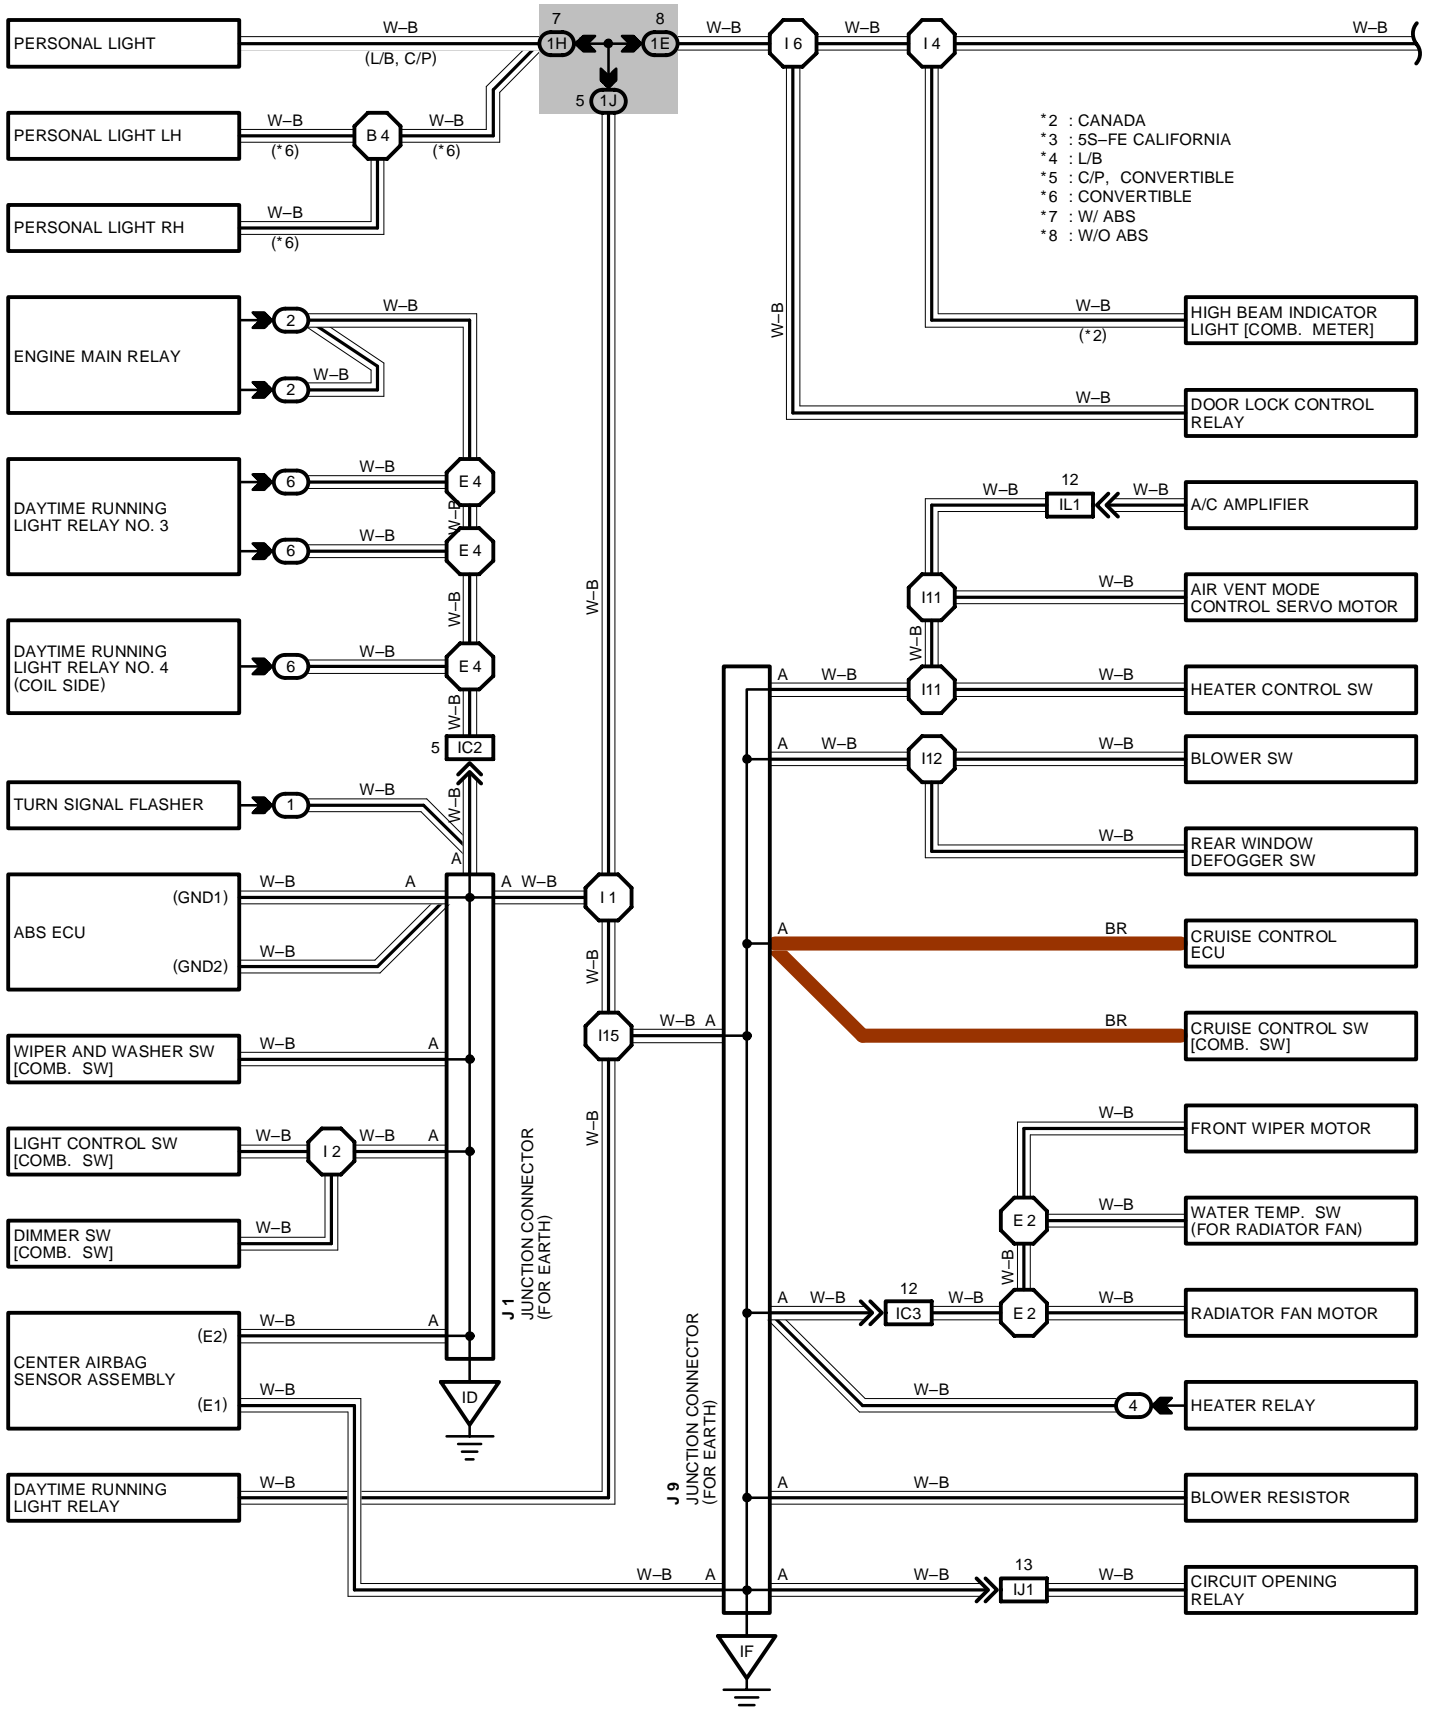 PERSONAL LIGHT
W–B
(L/B, C/P)
7
1H
8
1E
5
1J
W–B
I 6
W–B
I 4
W–B
PERSONAL LIGHT LH
W–B
(*6)
B 4
W–B
(*6)
PERSONAL LIGHT RH
W–B
(*6)
*2 : CANADA
*3 : 5S–FE CALIFORNIA
*4 : L/B
*5 : C/P, CONVERTIBLE
*6 : CONVERTIBLE
*7 : W/ ABS
*8 : W/O ABS
ENGINE MAIN RELAY
2
W–B
2
W–B
W–B
W–B
(*2)
HIGH BEAM INDICATOR
LIGHT [COMB. METER]
W–B
DOOR LOCK CONTROL
RELAY
DAYTIME RUNNING
LIGHT RELAY NO. 3
6
W–B
E 4
W–B
6
W–B
E 4
W–B
W–B
12
IL1
W–B
A/C AMPLIFIER
I11
W–B
AIR VENT MODE
CONTROL SERVO MOTOR
W–B
W–B
DAYTIME RUNNING
LIGHT RELAY NO. 4
(COIL SIDE)
6
W–B
E 4
W–B
5
IC2
A
W–B
I11
W–B
HEATER CONTROL SW
A
W–B
I12
W–B
BLOWER SW
W–B
REAR WINDOW
DEFOGGER SW
TURN SIGNAL FLASHER
1
W–B
W–B
A
ABS ECU
(GND1)
W–B
A
(GND2)
W–B
A
W–B
I 1
W–B
I15
W–B
A
W–B
A
BR
CRUISE CONTROL
ECU
BR
CRUISE CONTROL SW
[COMB. SW]
WIPER AND WASHER SW
[COMB. SW]
W–B
A
LIGHT CONTROL SW
[COMB. SW]
W–B
I 2
W–B
A
DIMMER SW
[COMB. SW]
W–B
J 1
JUNCTION CONNECTOR
(FOR EARTH)
W–B
FRONT WIPER MOTOR
E 2
W–B
WATER TEMP. SW
(FOR RADIATOR FAN)
W–B
A
W–B
12
IC3
W–B
E 2
W–B
RADIATOR FAN MOTOR
CENTER AIRBAG
SENSOR ASSEMBLY
(E2)
W–B
A
(E1)
W–B
ID
J 9
JUNCTION CONNECTOR
(FOR EARTH)
W–B
4
HEATER RELAY
DAYTIME RUNNING
LIGHT RELAY
W–B
A
W–B
BLOWER RESISTOR
W–B
A
A
W–B
13
IJ1
W–B
CIRCUIT OPENING
RELAY
IF